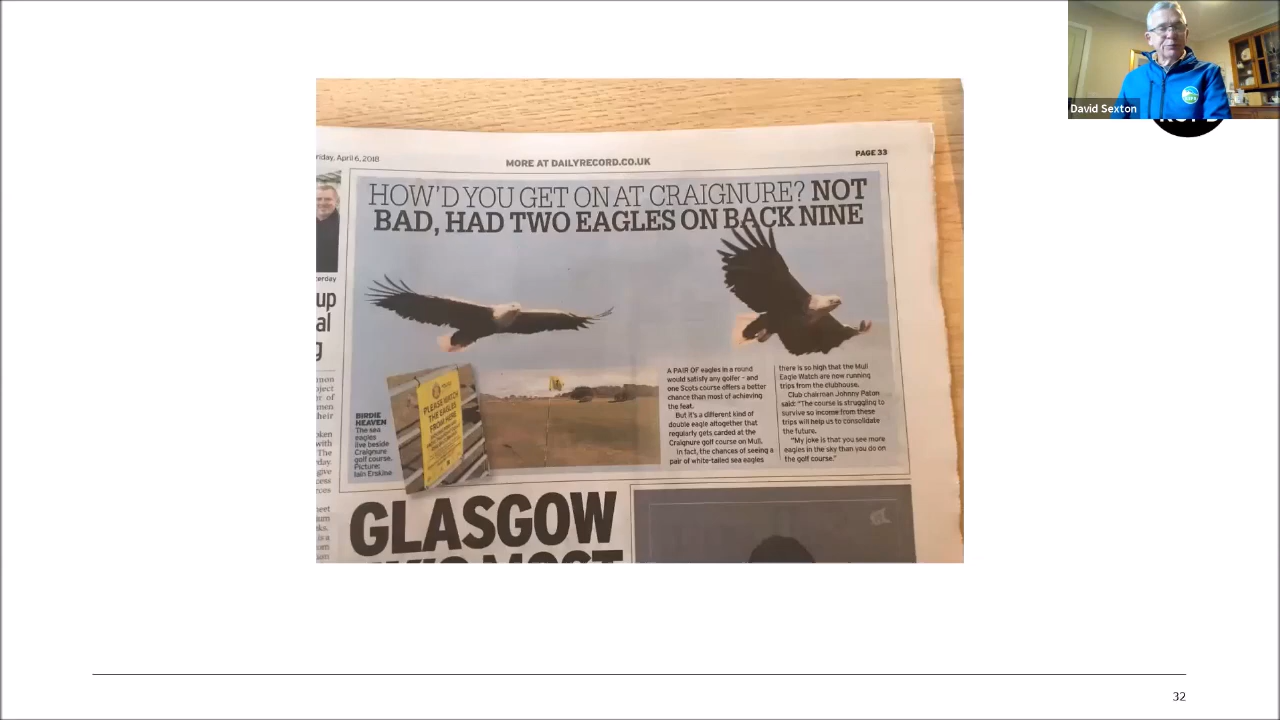 David Sexton
riday, April 6, 2018
MORE AT DAILYRECORD.CO.UK
PAGE 33
HOW'D YOU GET ON AT CRAIGNURE? NOT
BAD, HAD TWO EAGLES ON BACK NINE
terday
up
al
g
PLEASE WATCH
THE EAGLES
FROM HERE
BIRDIE
HEAVEN
The sea
eagles
live beside
Craignure
golf course.
Picture:
Iain Erskine
A PAIR OF eagles in a round
would satisfy any golfer – and
one Scots course offers a better
chance than most of achieving
the feat.
But it's a different kind of
double eagle altogether that
regularly gets carded at the
Craignure golf course on Mull.
In fact, the chances of seeing a
pair of white-tailed sea eagles
there is so high that the Mull
Eagle Watch are now running
trips from the clubhouse.
Club chairman Johnny Paton
said: "The course is struggling to
survive so income from these
trips will help us to consolidate
the future.
"My joke is that you see more
eagles in the sky than you do on
the golf course."
GLASGOW
MOST
32